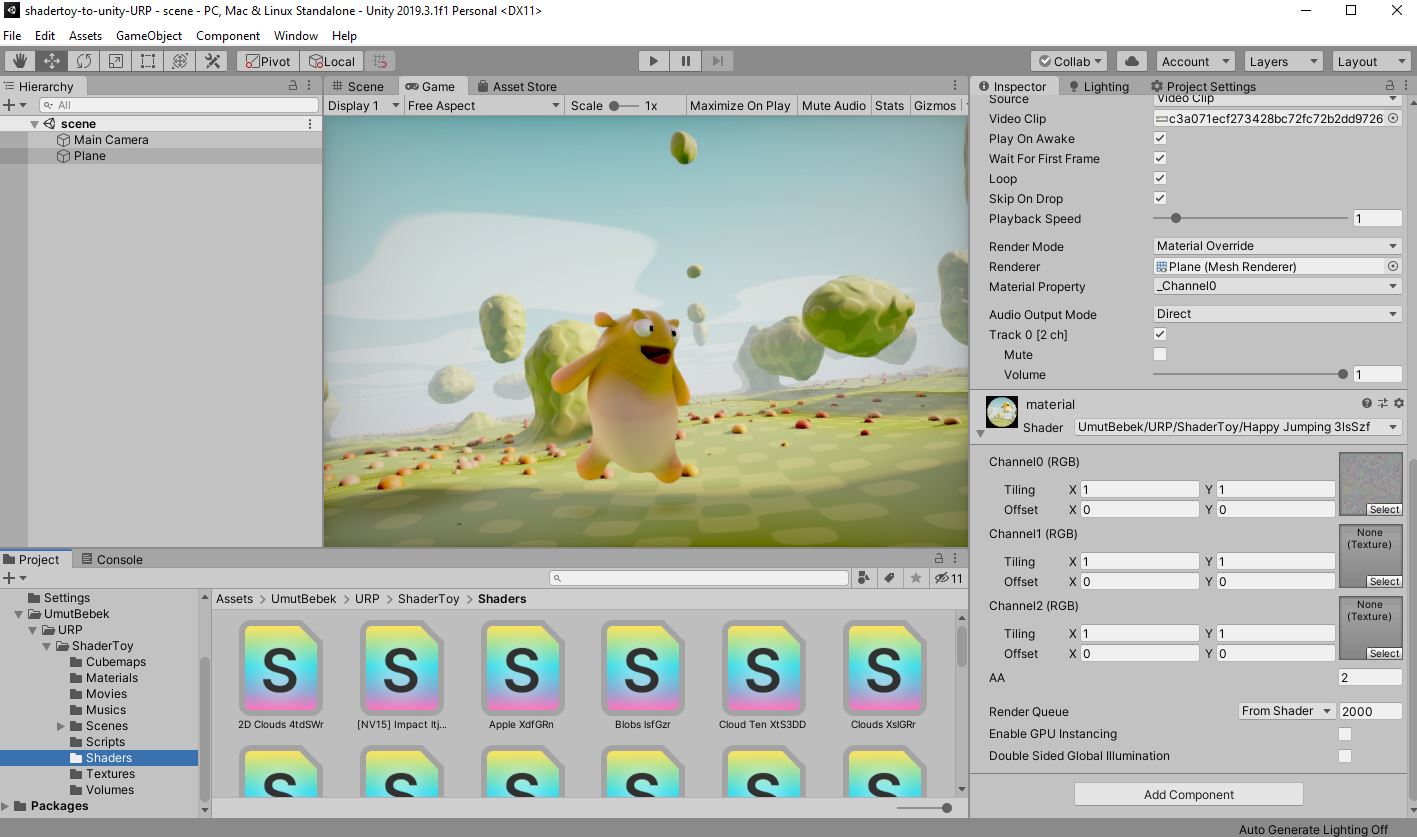 shadertoy-to-unity-URP - scene - PC, Mac & Linux Standalone - Unity 2019.3.1f1 Personal <DX11>
File Edit Assets GameObject Component Window Help
Pivot Local Collab Account Layers Layout
Hierarchy
All
scene
Main Camera
Plane
Scene Game Asset Store
Display 1 Free Aspect Scale 1x Maximize On Play Mute Audio Stats Gizmos
Inspector Lighting Project Settings
Source Video Clip
Video Clip c3a071ecf273428bc72fc72b2dd9726
Play On Awake
Wait For First Frame
Loop
Skip On Drop
Playback Speed 1
Render Mode Material Override
Renderer Plane (Mesh Renderer)
Material Property _Channel0
Audio Output Mode Direct
Track 0 [2 ch]
Mute
Volume 1
material
Shader UmutBebek/URP/ShaderToy/Happy Jumping 3lsSzf
Channel0 (RGB)
Tiling X 1 Y 1
Offset X 0 Y 0
Select
Channel1 (RGB)
None
(Texture)
Tiling X 1 Y 1
Offset X 0 Y 0
Select
Channel2 (RGB)
None
(Texture)
Tiling X 1 Y 1
Offset X 0 Y 0
Select
AA 2
Render Queue From Shader 2000
Enable GPU Instancing
Double Sided Global Illumination
Add Component
Project Console
11
Settings
UmutBebek
URP
ShaderToy
Cubemaps
Materials
Movies
Musics
Scenes
Scripts
Shaders
Textures
Volumes
Packages
Assets > UmutBebek > URP > ShaderToy > Shaders
S S S S S S
2D Clouds 4tdSWr [NV15] Impact ltj... Apple XdfGRn Blobs lsfGzr Cloud Ten XtS3DD Clouds XslGRr
S S S S S S
Auto Generate Lighting Off